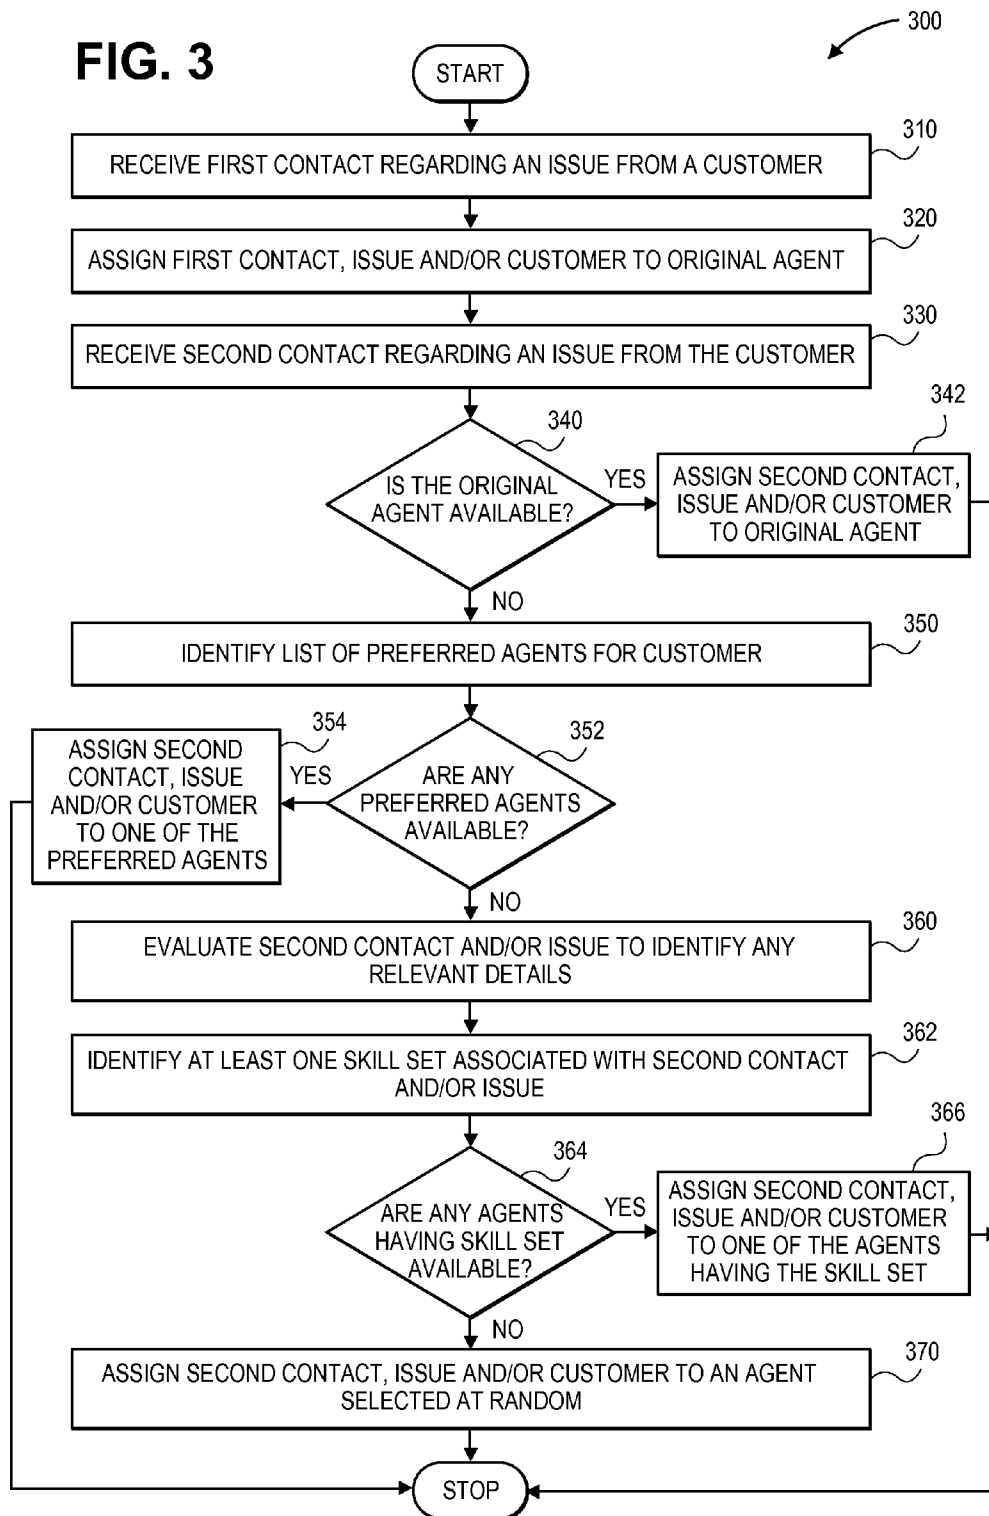 300
FIG. 3
START
310
RECEIVE FIRST CONTACT REGARDING AN ISSUE FROM A CUSTOMER
320
ASSIGN FIRST CONTACT, ISSUE AND/OR CUSTOMER TO ORIGINAL AGENT
330
RECEIVE SECOND CONTACT REGARDING AN ISSUE FROM THE CUSTOMER
340
IS THE ORIGINAL
AGENT AVAILABLE?
YES
342
ASSIGN SECOND CONTACT,
ISSUE AND/OR CUSTOMER
TO ORIGINAL AGENT
NO
350
IDENTIFY LIST OF PREFERRED AGENTS FOR CUSTOMER
352
ARE ANY
PREFERRED AGENTS
AVAILABLE?
YES
354
ASSIGN SECOND
CONTACT, ISSUE
AND/OR CUSTOMER
TO ONE OF THE
PREFERRED AGENTS
NO
360
EVALUATE SECOND CONTACT AND/OR ISSUE TO IDENTIFY ANY
RELEVANT DETAILS
362
IDENTIFY AT LEAST ONE SKILL SET ASSOCIATED WITH SECOND CONTACT
AND/OR ISSUE
364
ARE ANY AGENTS
HAVING SKILL SET
AVAILABLE?
YES
366
ASSIGN SECOND CONTACT,
ISSUE AND/OR CUSTOMER
TO ONE OF THE AGENTS
HAVING THE SKILL SET
NO
370
ASSIGN SECOND CONTACT, ISSUE AND/OR CUSTOMER TO AN AGENT
SELECTED AT RANDOM
STOP